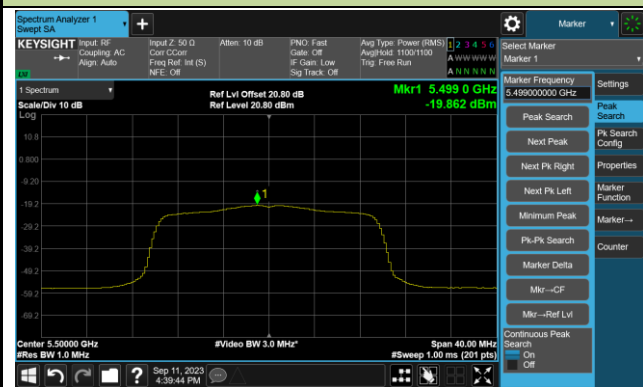 Spectrum Analyzer 1
Swept SA
Marker
KEYSIGHT
Input: RF
Coupling: AC
Align: Auto
Input Z: 50 Ω
Corr CCorr
Freq Ref: Int (S)
NFE: Off
Atten: 10 dB
PNO: Fast
Gate: Off
IF Gain: Low
Sig Track: Off
Avg Type: Power (RMS)
Avg|Hold: 1100/1100
Trig: Free Run
1 2 3 4 5 6
A W W W W W
A N N N N N
Select Marker
Marker 1
LXI
1 Spectrum
Scale/Div 10 dB
Log
Ref Lvl Offset 20.80 dB
Ref Level 20.80 dBm
Mkr1 5.499 0 GHz
-19.862 dBm
10.8
0.800
-9.20
-19.2
-29.2
-39.2
-49.2
-59.2
-69.2
1
Center 5.50000 GHz
#Res BW 1.0 MHz
#Video BW 3.0 MHz*
Span 40.00 MHz
#Sweep 1.00 ms (201 pts)
Marker Frequency
5.499000000 GHz
Peak Search
Next Peak
Next Pk Right
Next Pk Left
Minimum Peak
Pk-Pk Search
Marker Delta
Mkr→CF
Mkr→Ref Lvl
Continuous Peak
Search
On
Off
Settings
Peak
Search
Pk Search
Config
Properties
Marker
Function
Marker→
Counter
?
Sep 11, 2023
4:39:44 PM